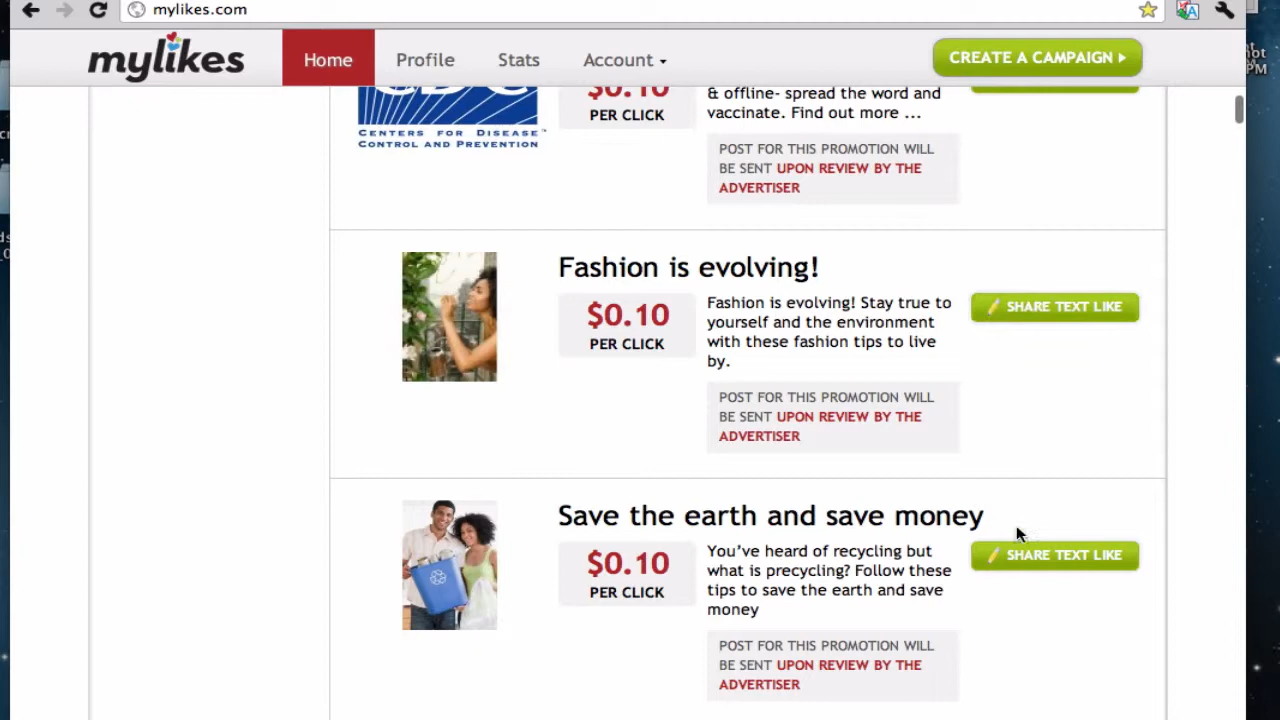 mylikes.com
mylikes
Home
Profile
Stats
Account
CREATE A CAMPAIGN
CENTERS FOR DISEASE™
CONTROL AND PREVENTION
$0.10
PER CLICK
& offline- spread the word and
vaccinate. Find out more ...
POST FOR THIS PROMOTION WILL
BE SENT UPON REVIEW BY THE
ADVERTISER
Fashion is evolving!
$0.10
PER CLICK
Fashion is evolving! Stay true to
yourself and the environment
with these fashion tips to live
by.
SHARE TEXT LIKE
POST FOR THIS PROMOTION WILL
BE SENT UPON REVIEW BY THE
ADVERTISER
Save the earth and save money
$0.10
PER CLICK
You've heard of recycling but
what is precycling? Follow these
tips to save the earth and save
money
SHARE TEXT LIKE
POST FOR THIS PROMOTION WILL
BE SENT UPON REVIEW BY THE
ADVERTISER